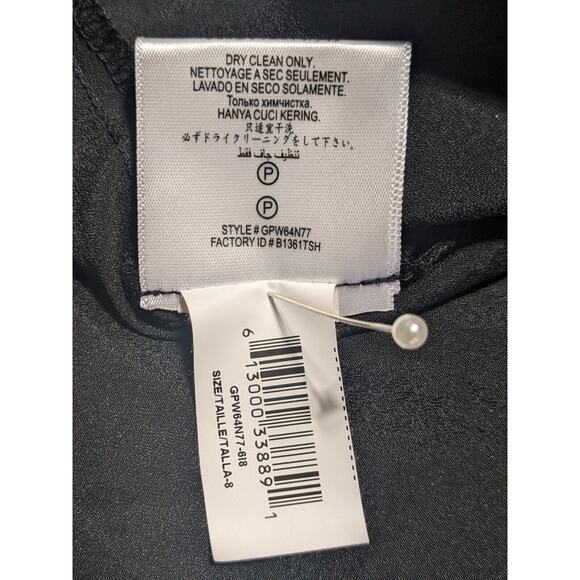 DRY CLEAN ONLY.
NETTOYAGE A SEC SEULEMENT.
LAVADO EN SECO SOLAMENTE.
Только химчистка.
HANYA CUCI KERING.
只适宜干洗
必ずドライクリーニングをして下さい。
تنظيف جاف فقط
P
P
STYLE # GPW64N77
FACTORY ID # B1361TSH
6 13000 33889 1
GPW64N77-6I8
SIZE/TAILLE/TALLA-8